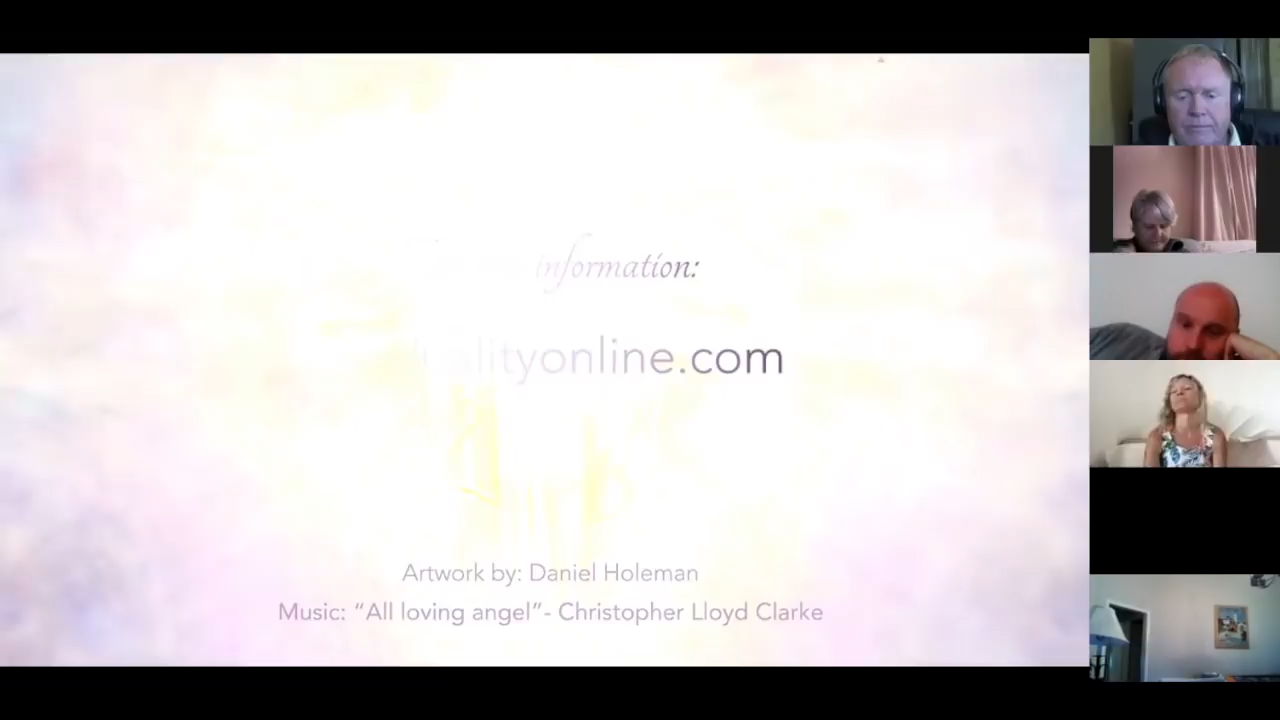 information:
lityonline.com
Artwork by: Daniel Holeman
Music: “All loving angel”- Christopher Lloyd Clarke